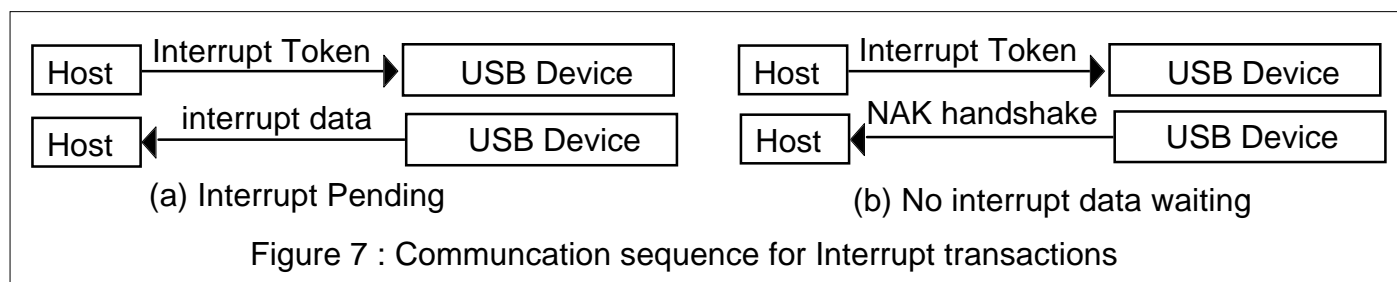 Host Interrupt Token USB Device
Host interrupt data USB Device
(a) Interrupt Pending
Host Interrupt Token USB Device
Host NAK handshake USB Device
(b) No interrupt data waiting
Figure 7 : Communcation sequence for Interrupt transactions